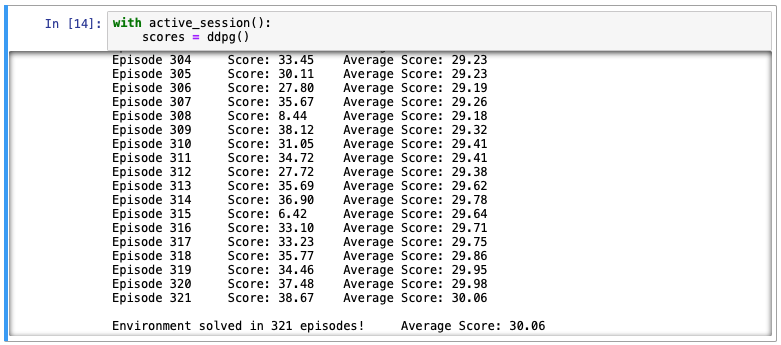 In [14]: with active_session():
    scores = ddpg()
Episode 304 Score: 33.45 Average Score: 29.23
Episode 305 Score: 30.11 Average Score: 29.23
Episode 306 Score: 27.80 Average Score: 29.19
Episode 307 Score: 35.67 Average Score: 29.26
Episode 308 Score: 8.44 Average Score: 29.18
Episode 309 Score: 38.12 Average Score: 29.32
Episode 310 Score: 31.05 Average Score: 29.41
Episode 311 Score: 34.72 Average Score: 29.41
Episode 312 Score: 27.72 Average Score: 29.38
Episode 313 Score: 35.69 Average Score: 29.62
Episode 314 Score: 36.90 Average Score: 29.78
Episode 315 Score: 6.42 Average Score: 29.64
Episode 316 Score: 33.10 Average Score: 29.71
Episode 317 Score: 33.23 Average Score: 29.75
Episode 318 Score: 35.77 Average Score: 29.86
Episode 319 Score: 34.46 Average Score: 29.95
Episode 320 Score: 37.48 Average Score: 29.98
Episode 321 Score: 38.67 Average Score: 30.06
Environment solved in 321 episodes! Average Score: 30.06